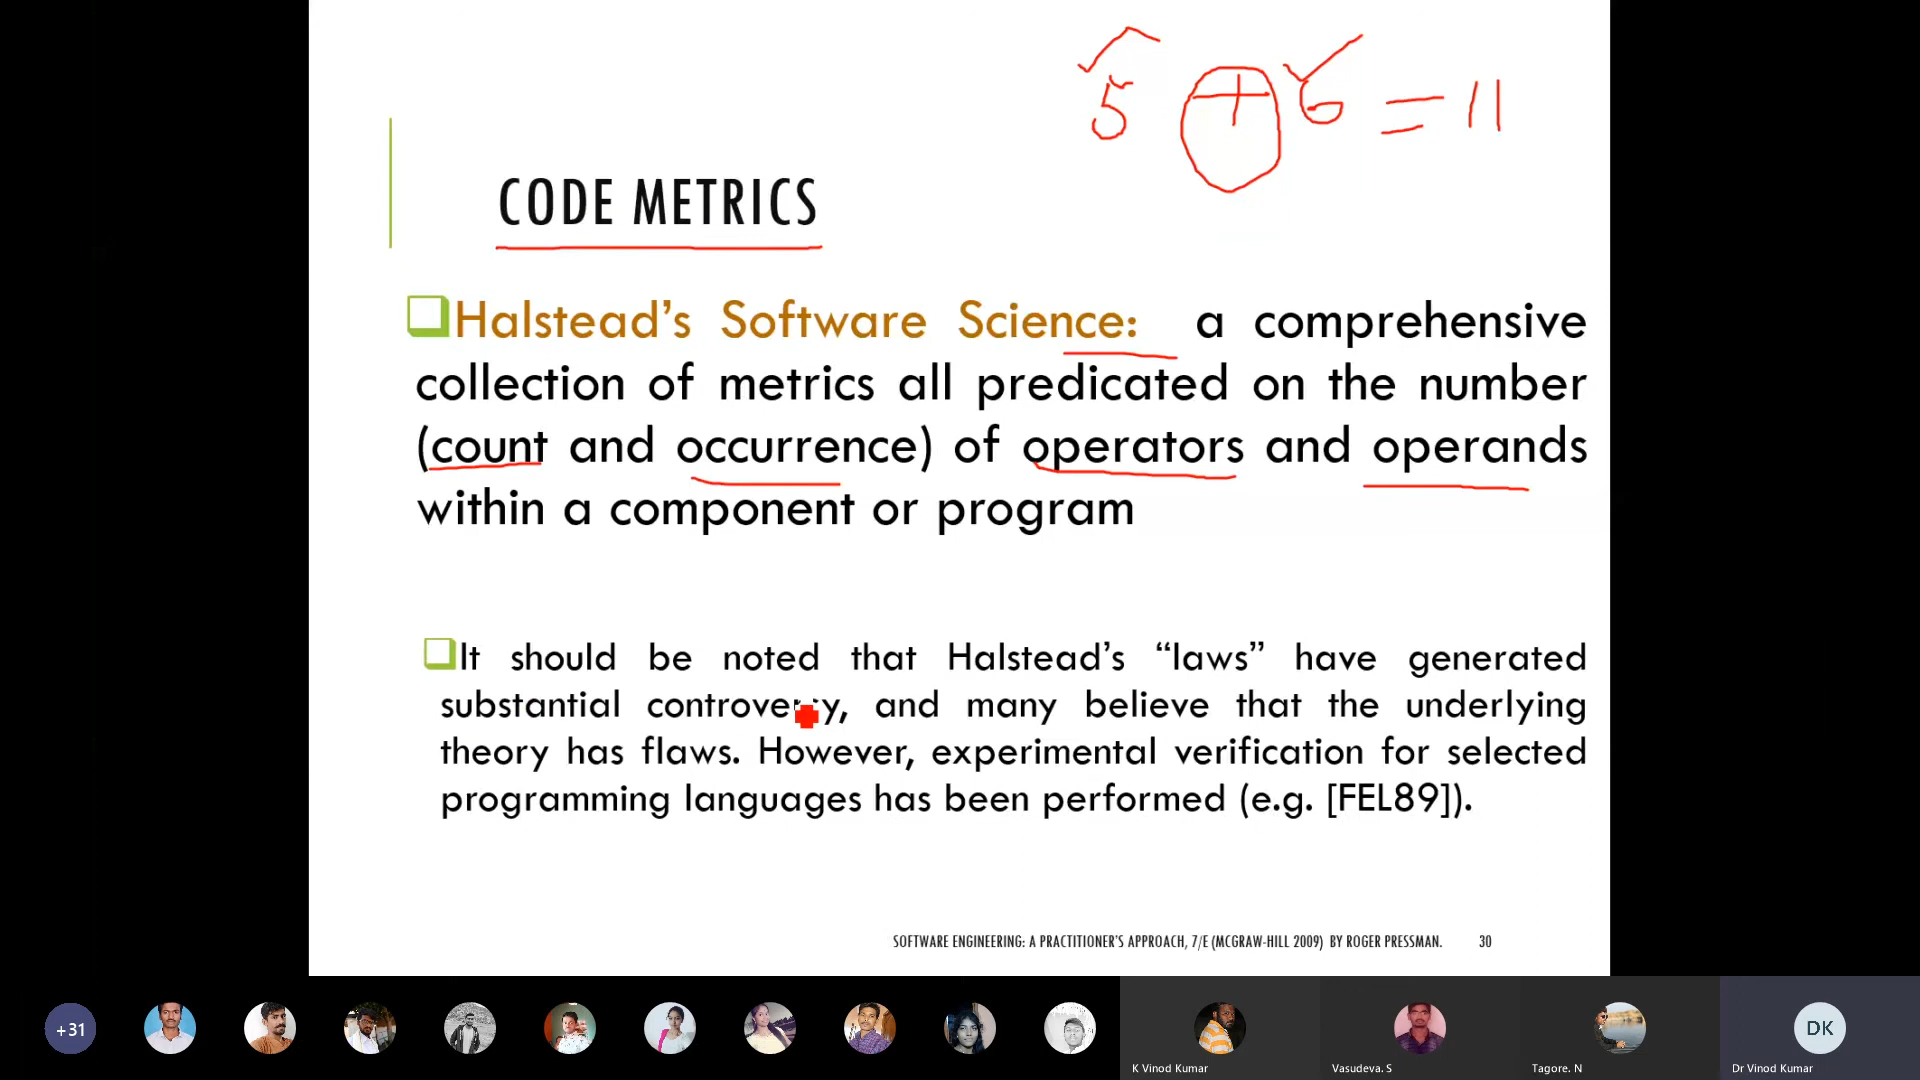 5 + 6 = 11
CODE METRICS
Halstead’s Software Science: a comprehensive
collection of metrics all predicated on the number
(count and occurrence) of operators and operands
within a component or program
It should be noted that Halstead’s “laws” have generated
substantial controversy, and many believe that the underlying
theory has flaws. However, experimental verification for selected
programming languages has been performed (e.g. [FEL89]).
SOFTWARE ENGINEERING: A PRACTITIONER'S APPROACH, 7/E (MCGRAW-HILL 2009) BY ROGER PRESSMAN. 30
+31
DK
K Vinod Kumar
Vasudeva. S
Tagore. N
Dr Vinod Kumar